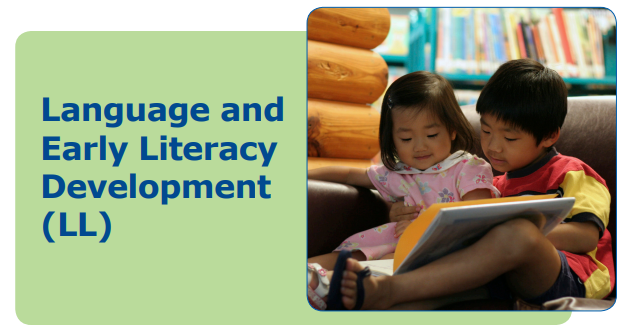 Language and
Early Literacy
Development
(LL)